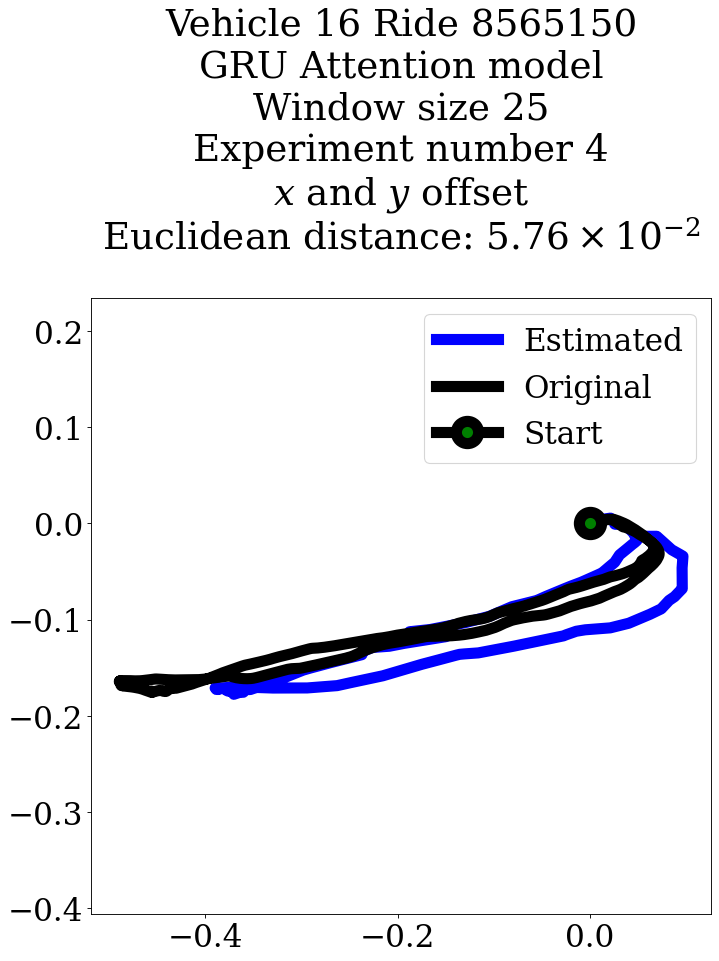 Vehicle 16 Ride 8565150
GRU Attention model
Window size 25
Experiment number 4
x and y offset
Euclidean distance: 5.76 × 10⁻²
Estimated
Original
Start
0.2
0.1
0.0
−0.1
−0.2
−0.3
−0.4
−0.4 −0.2 0.0